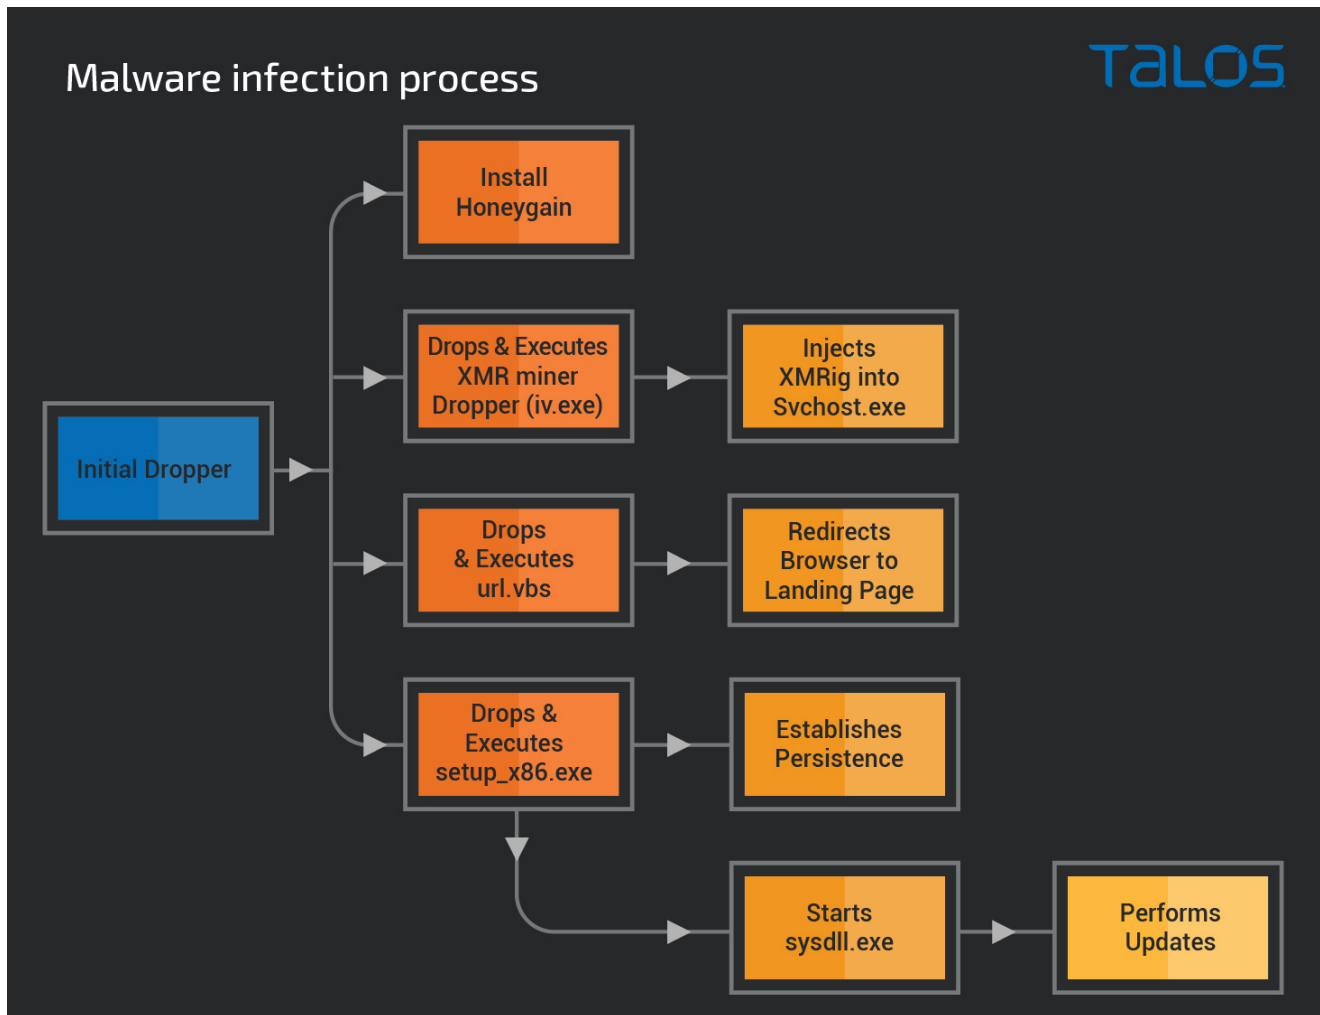 Malware infection process
TALOS
Install
Honeygain
Drops & Executes
XMR miner
Dropper (iv.exe)
Injects
XMRig into
Svchost.exe
Initial Dropper
Drops
& Executes
url.vbs
Redirects
Browser to
Landing Page
Drops &
Executes
setup_x86.exe
Establishes
Persistence
Starts
sysdll.exe
Performs
Updates